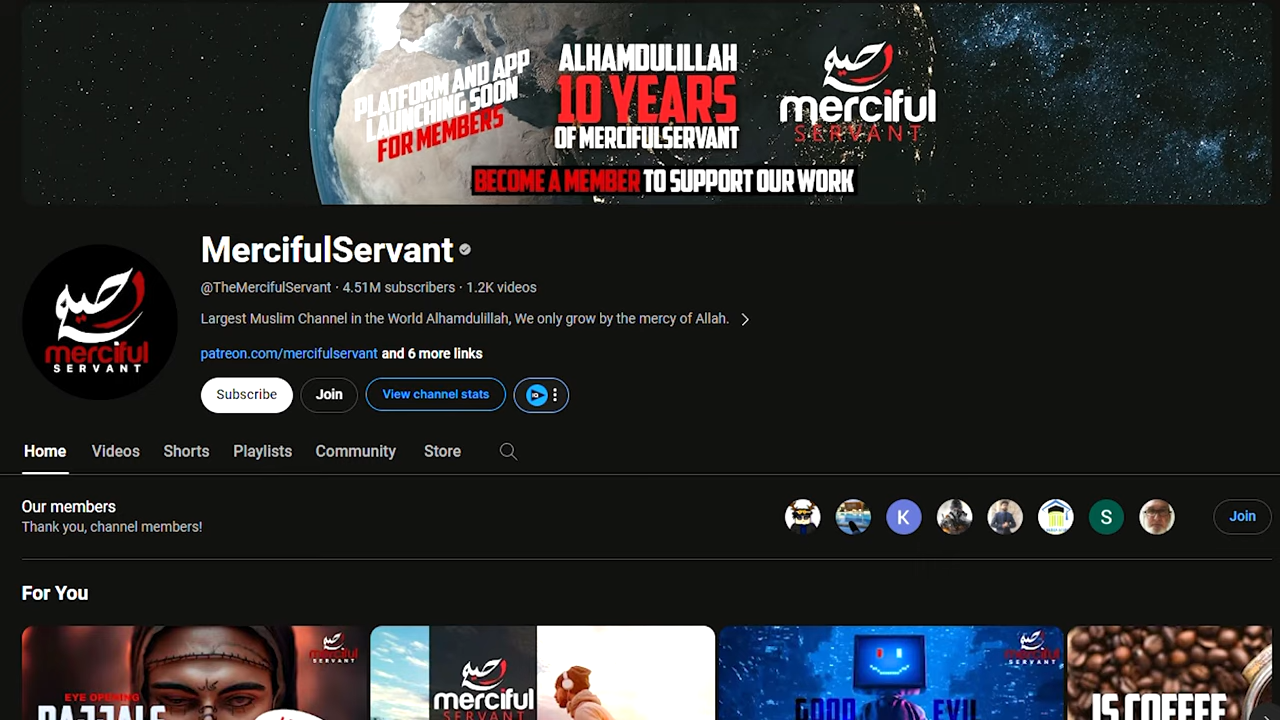 PLATFORM AND APP
LAUNCHING SOON
FOR MEMBERS
ALHAMDULILLAH
10 YEARS
OF MERCIFULSERVANT
merciful
SERVANT
BECOME A MEMBER TO SUPPORT OUR WORK
merciful
SERVANT
MercifulServant
@TheMercifulServant · 4.51M subscribers · 1.2K videos
Largest Muslim Channel in the World Alhamdulillah, We only grow by the mercy of Allah.
patreon.com/mercifulservant and 6 more links
Subscribe
Join
View channel stats
IQ
Home
Videos
Shorts
Playlists
Community
Store
Our members
Thank you, channel members!
K
S
Join
For You
merciful
SERVANT
EYE OPENING
DAJJALS
merciful
SERVANT
merciful
SERVANT
GOOD EVIL
IS COFFEE